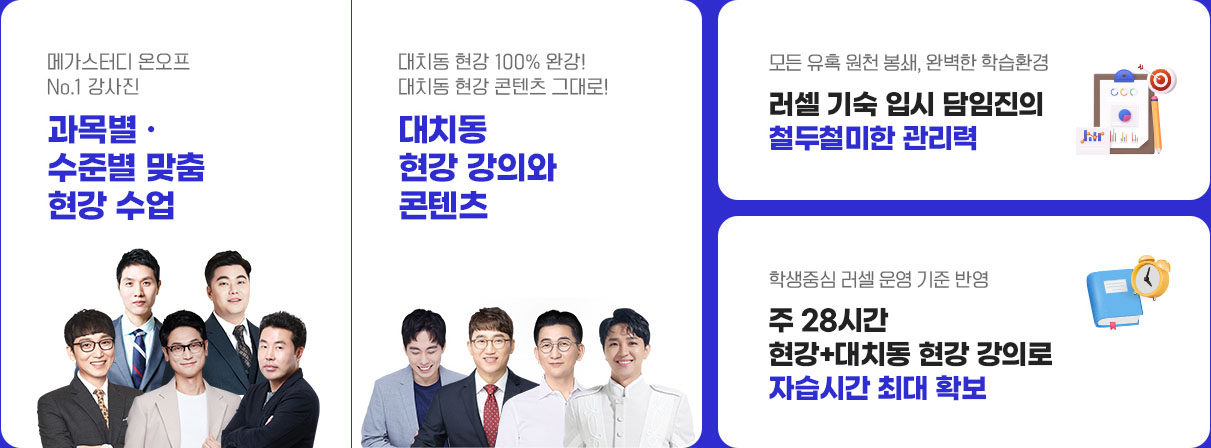 메가스터디 온오프
No.1 강사진
과목별 ·
수준별 맞춤
현강 수업
대치동 현강 100% 완강!
대치동 현강 콘텐츠 그대로!
대치동
현강 강의와
콘텐츠
모든 유혹 원천 봉쇄, 완벽한 학습환경
러셀 기숙 입시 담임진의
철두철미한 관리력
학생중심 러셀 운영 기준 반영
주 28시간
현강+대치동 현강 강의로
자습시간 최대 확보